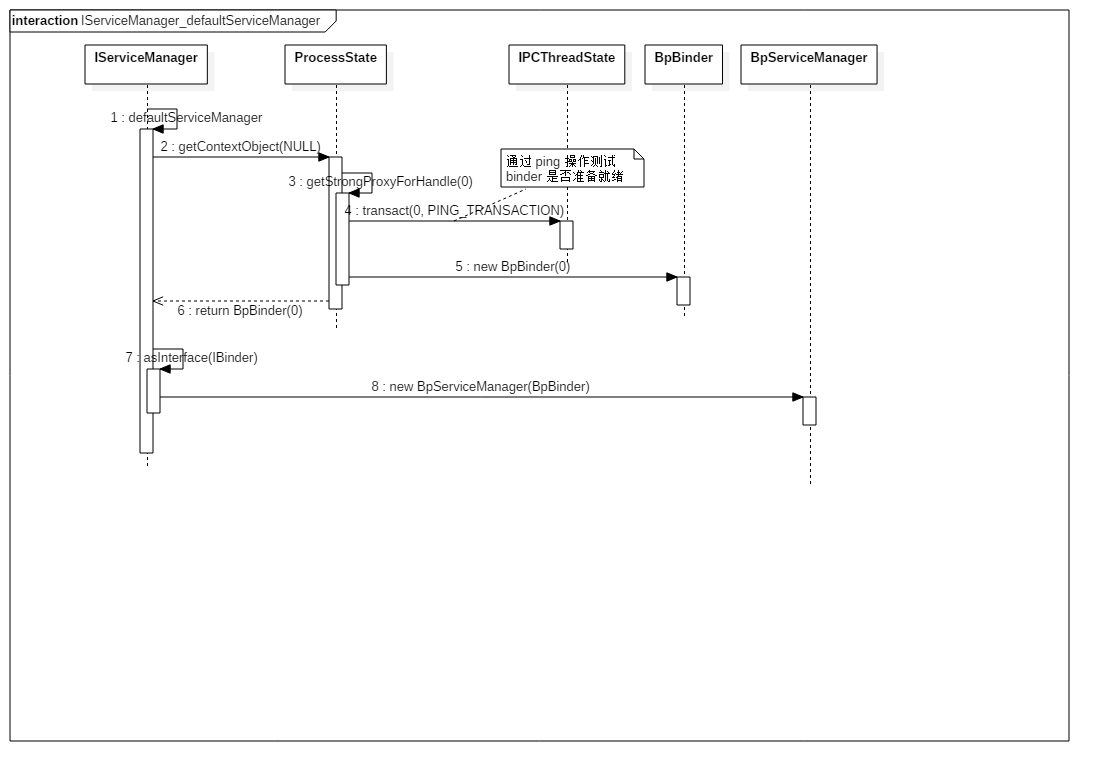 interaction IServiceManager_defaultServiceManager
IServiceManager
ProcessState
IPCThreadState
BpBinder
BpServiceManager
1 : defaultServiceManager
2 : getContextObject(NULL)
通过 ping 操作测试
binder 是否准备就绪
3 : getStrongProxyForHandle(0)
4 : transact(0, PING_TRANSACTION)
5 : new BpBinder(0)
6 : return BpBinder(0)
7 : asInterface(IBinder)
8 : new BpServiceManager(BpBinder)